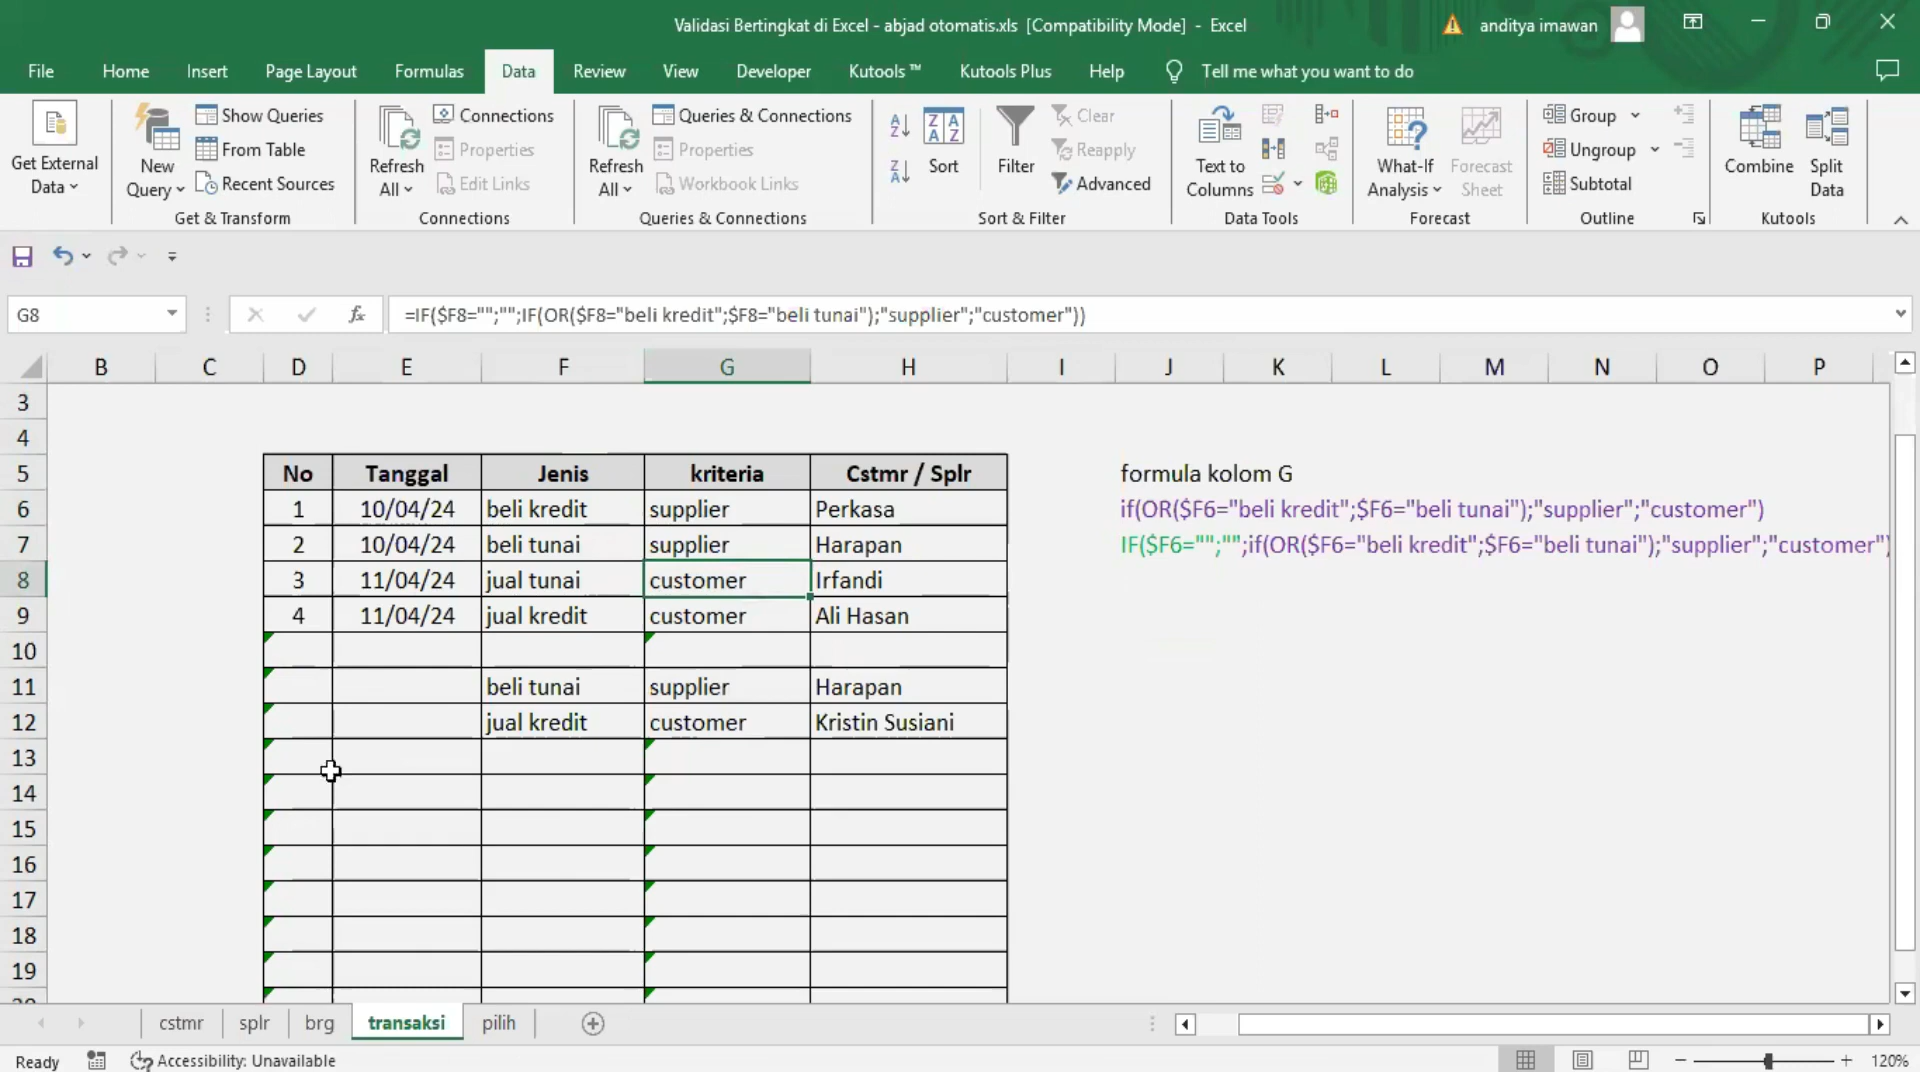 Validasi Bertingkat di Excel - abjad otomatis.xls [Compatibility Mode] - Excel
anditya imawan
File Home Insert Page Layout Formulas Data Review View Developer Kutools ™ Kutools Plus Help Tell me what you want to do
Get External Data
New Query
Show Queries
From Table
Recent Sources
Get & Transform
Refresh All
Connections
Properties
Edit Links
Connections
Refresh All
Queries & Connections
Properties
Workbook Links
Queries & Connections
Sort
Filter
Clear
Reapply
Advanced
Sort & Filter
Text to Columns
Data Tools
What-If Analysis
Forecast Sheet
Forecast
Group
Ungroup
Subtotal
Outline
Combine
Split Data
Kutools
G8
fx
=IF($F8="";"";IF(OR($F8="beli kredit";$F8="beli tunai");"supplier";"customer"))
B C D E F G H I J K L M N O P
3
4
5 No Tanggal Jenis kriteria Cstmr / Splr formula kolom G
6 1 10/04/24 beli kredit supplier Perkasa if(OR($F6="beli kredit";$F6="beli tunai");"supplier";"customer")
7 2 10/04/24 beli tunai supplier Harapan IF($F6="";"";if(OR($F6="beli kredit";$F6="beli tunai");"supplier";"customer")
8 3 11/04/24 jual tunai customer Irfandi
9 4 11/04/24 jual kredit customer Ali Hasan
10
11 beli tunai supplier Harapan
12 jual kredit customer Kristin Susiani
13
14
15
16
17
18
19
cstmr splr brg transaksi pilih
Ready Accessibility: Unavailable 120%